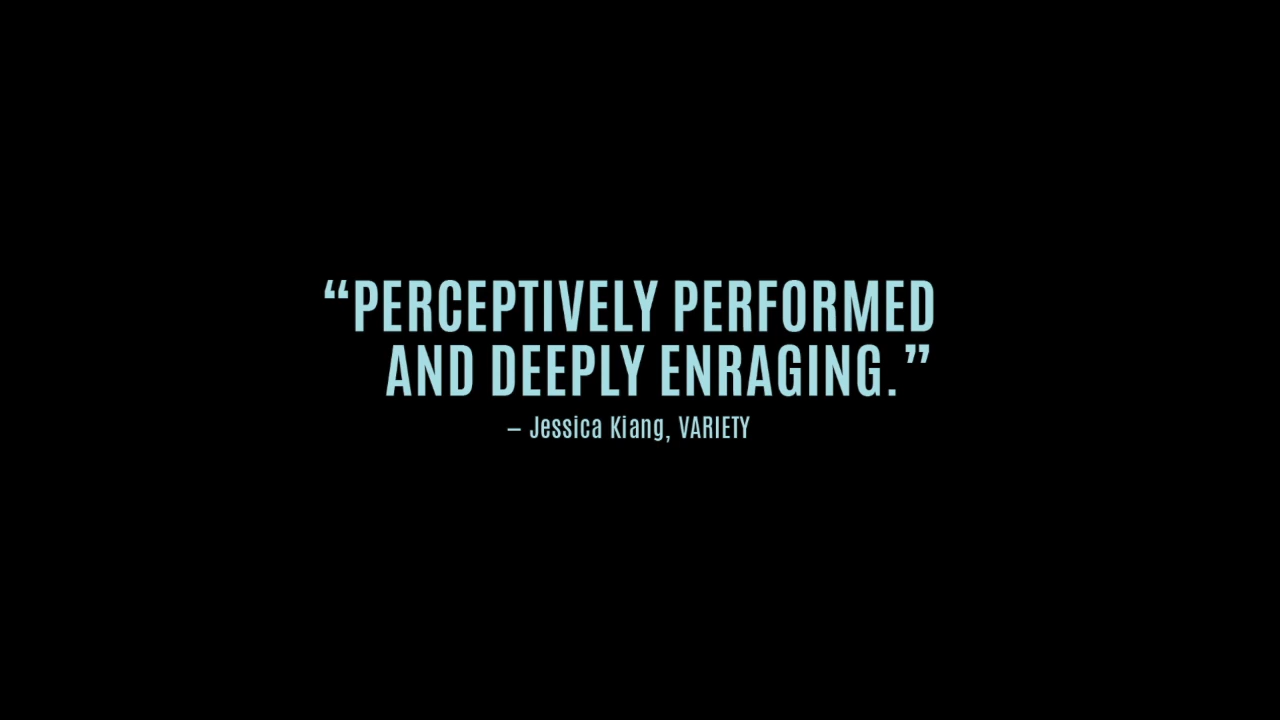 “PERCEPTIVELY PERFORMED
AND DEEPLY ENRAGING.”
– Jessica Kiang, VARIETY